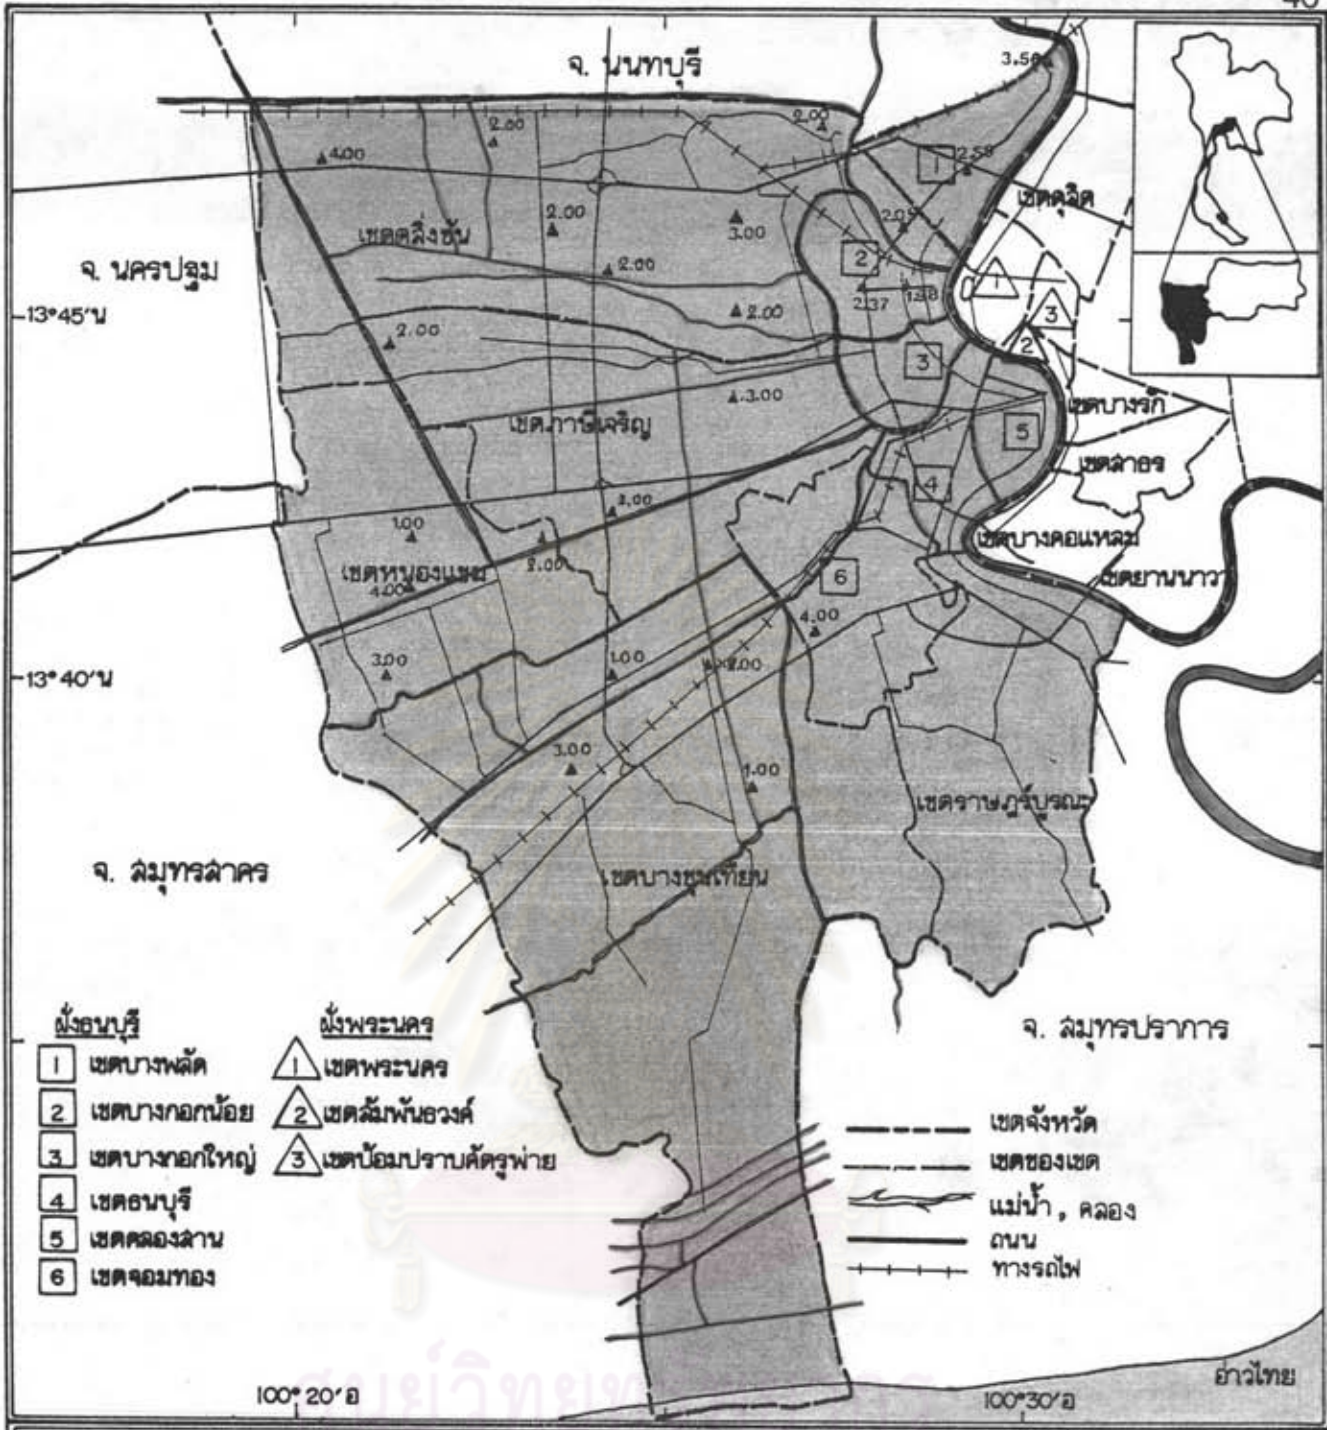 จ. นนทบุรี
3.50
2.00
2.00
4.00
1
2.58
เขตดุสิต
2.00
3.00
2.05
เขตตลิ่งชัน
จ. นครปฐม
2.00
2
2.37
1.98
1
3
2
13°45'น
2.00
2.00
3
3.00
เขตบางรัก
เขตภาษีเจริญ
5
เขตสาธร
4
2.00
1.00
2.00
เขตบางคอแหลม
เขตหนองแขม
4.00
6
เขตยานนาวา
4.00
3.00
1.00
2.00
13°40'น
3.00
1.00
เขตราษฎร์บูรณะ
จ. สมุทรสาคร
เขตบางขุนเทียน
จ. สมุทรปราการ
ฝั่งธนบุรี
1 เขตบางพลัด
2 เขตบางกอกน้อย
3 เขตบางกอกใหญ่
4 เขตธนบุรี
5 เขตคลองสาน
6 เขตจอมทอง
ฝั่งพระนคร
1 เขตพระนคร
2 เขตสัมพันธวงค์
3 เขตป้อมปราบศัตรูพ่าย
เขตจังหวัด
เขตของเขต
แม่น้ำ , คลอง
ถนน
ทางรถไฟ
อ่าวไทย
100°20'อ
100°30'อ